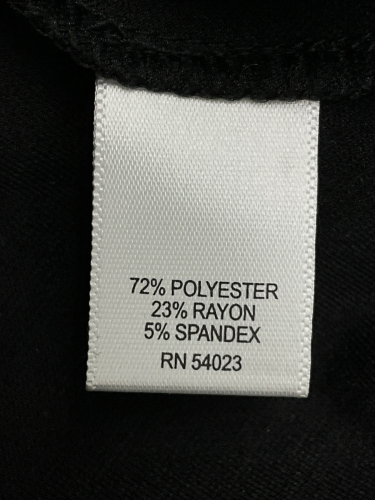 72% POLYESTER
23% RAYON
5% SPANDEX
RN 54023